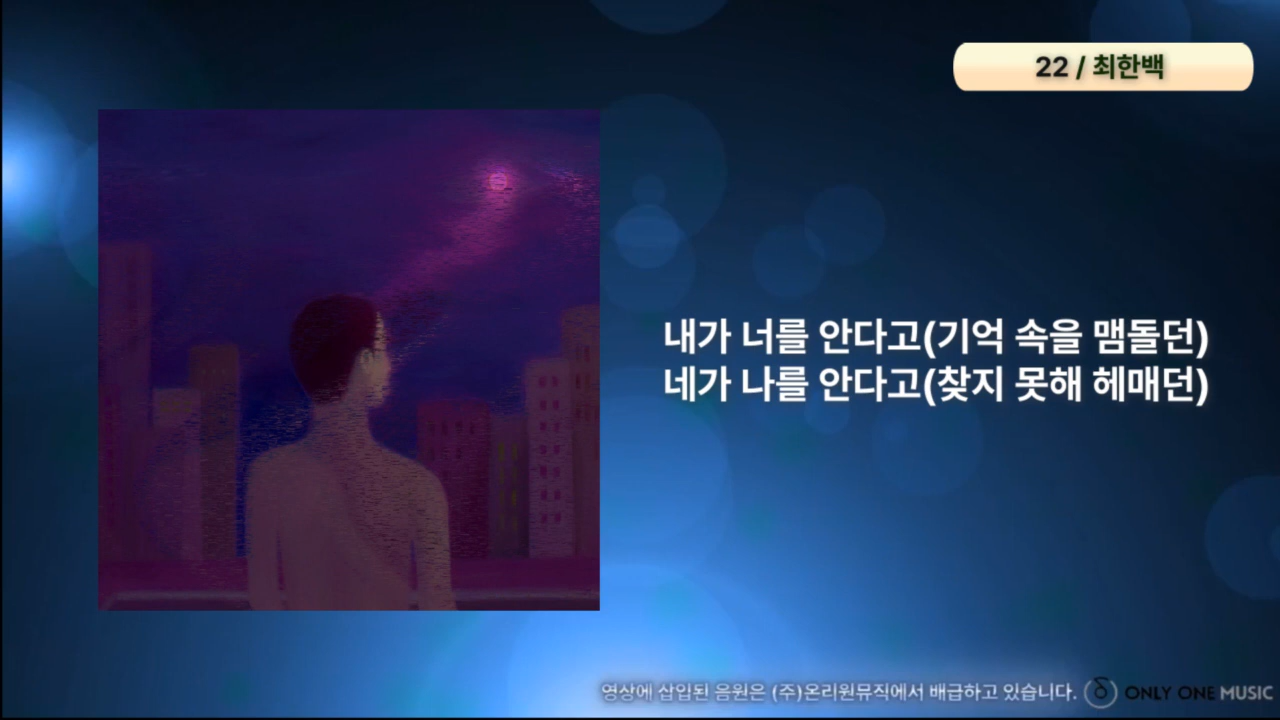 22 / 최한백
내가 너를 안다고(기억 속을 맴돌던)
네가 나를 안다고(찾지 못해 헤매던)
영상에 삽입된 음원은 (주)온리원뮤직에서 배급하고 있습니다. ONLY ONE MUSIC